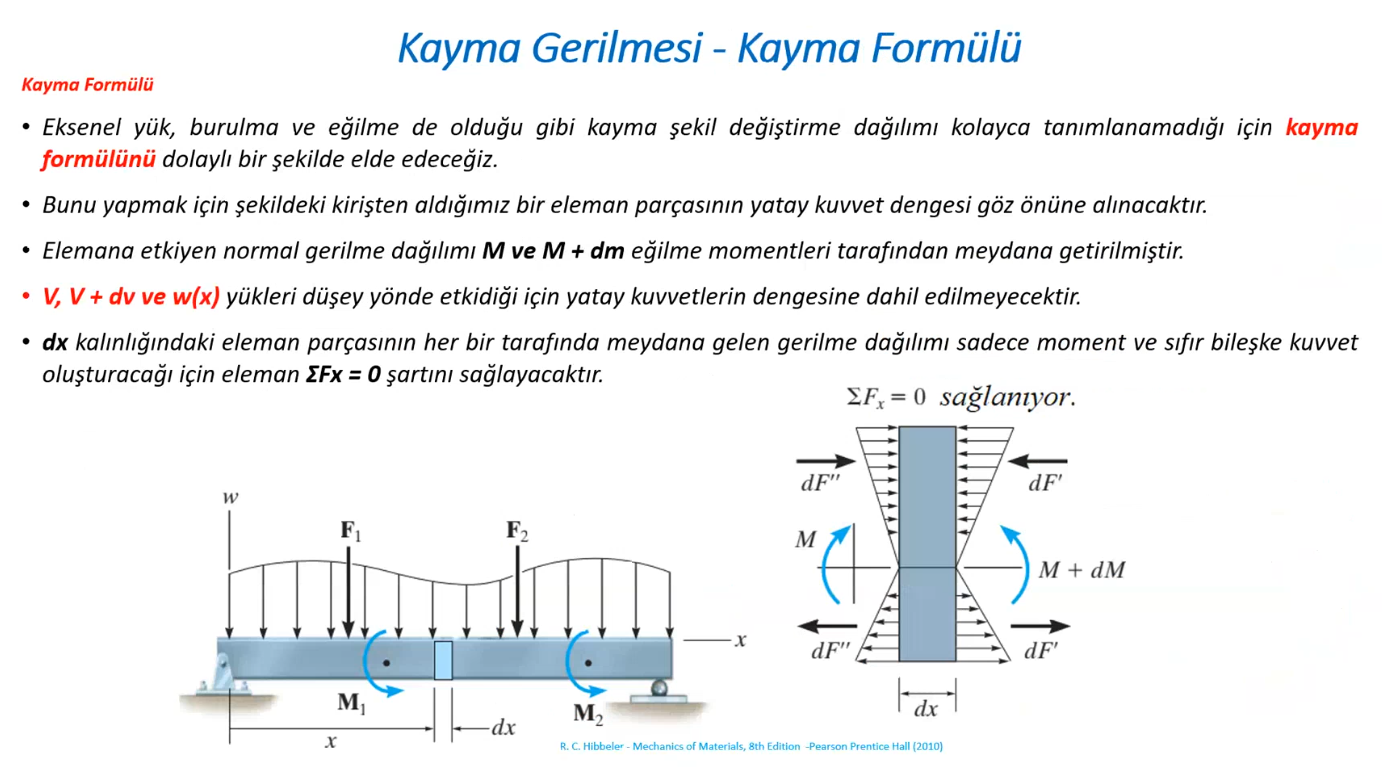 Kayma Gerilmesi - Kayma Formülü
Kayma Formülü
• Eksenel yük, burulma ve eğilme de olduğu gibi kayma şekil değiştirme dağılımı kolayca tanımlanamadığı için kayma
formülünü dolaylı bir şekilde elde edeceğiz.
• Bunu yapmak için şekildeki kirişten aldığımız bir eleman parçasının yatay kuvvet dengesi göz önüne alınacaktır.
• Elemana etkiyen normal gerilme dağılımı M ve M + dm eğilme momentleri tarafından meydana getirilmiştir.
• V, V + dv ve w(x) yükleri düşey yönde etkidiği için yatay kuvvetlerin dengesine dahil edilmeyecektir.
• dx kalınlığındaki eleman parçasının her bir tarafında meydana gelen gerilme dağılımı sadece moment ve sıfır bileşke kuvvet
oluşturacağı için eleman ΣFx = 0 şartını sağlayacaktır.
ΣFx = 0 sağlanıyor.
dF'' dF'
M
M + dM
dF'' dF'
dx
w
F1 F2
x
M1 M2
dx
x
R. C. Hibbeler - Mechanics of Materials, 8th Edition -Pearson Prentice Hall (2010)